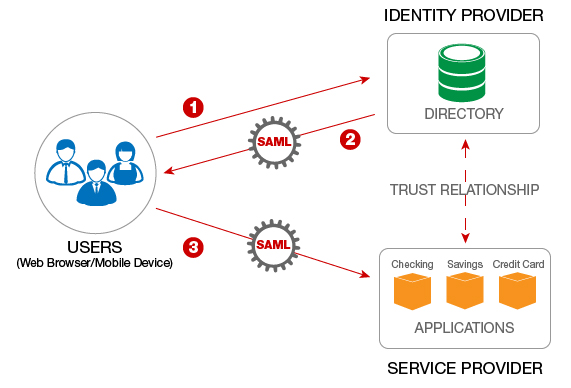 IDENTITY PROVIDER
DIRECTORY
1
SAML
2
TRUST RELATIONSHIP
USERS
(Web Browser/Mobile Device)
3
SAML
Checking Savings Credit Card
APPLICATIONS
SERVICE PROVIDER